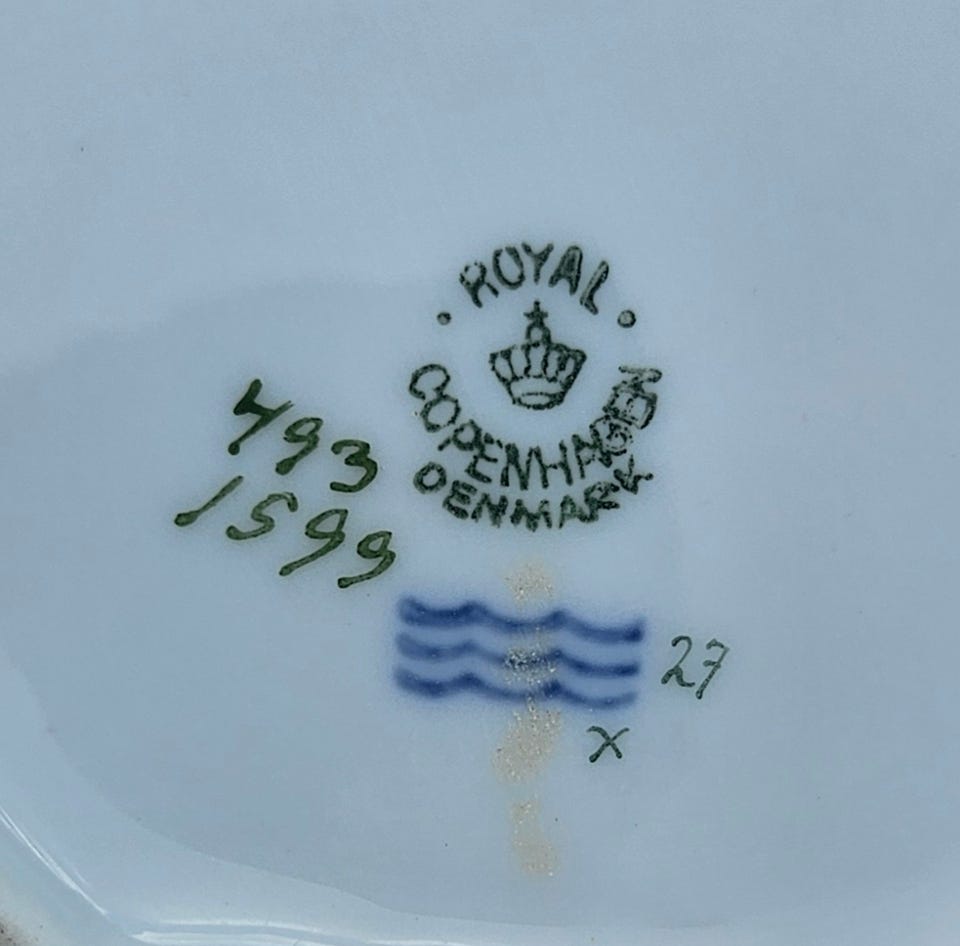 ROYAL
COPENHAGEN
DENMARK
493
1599
27
x